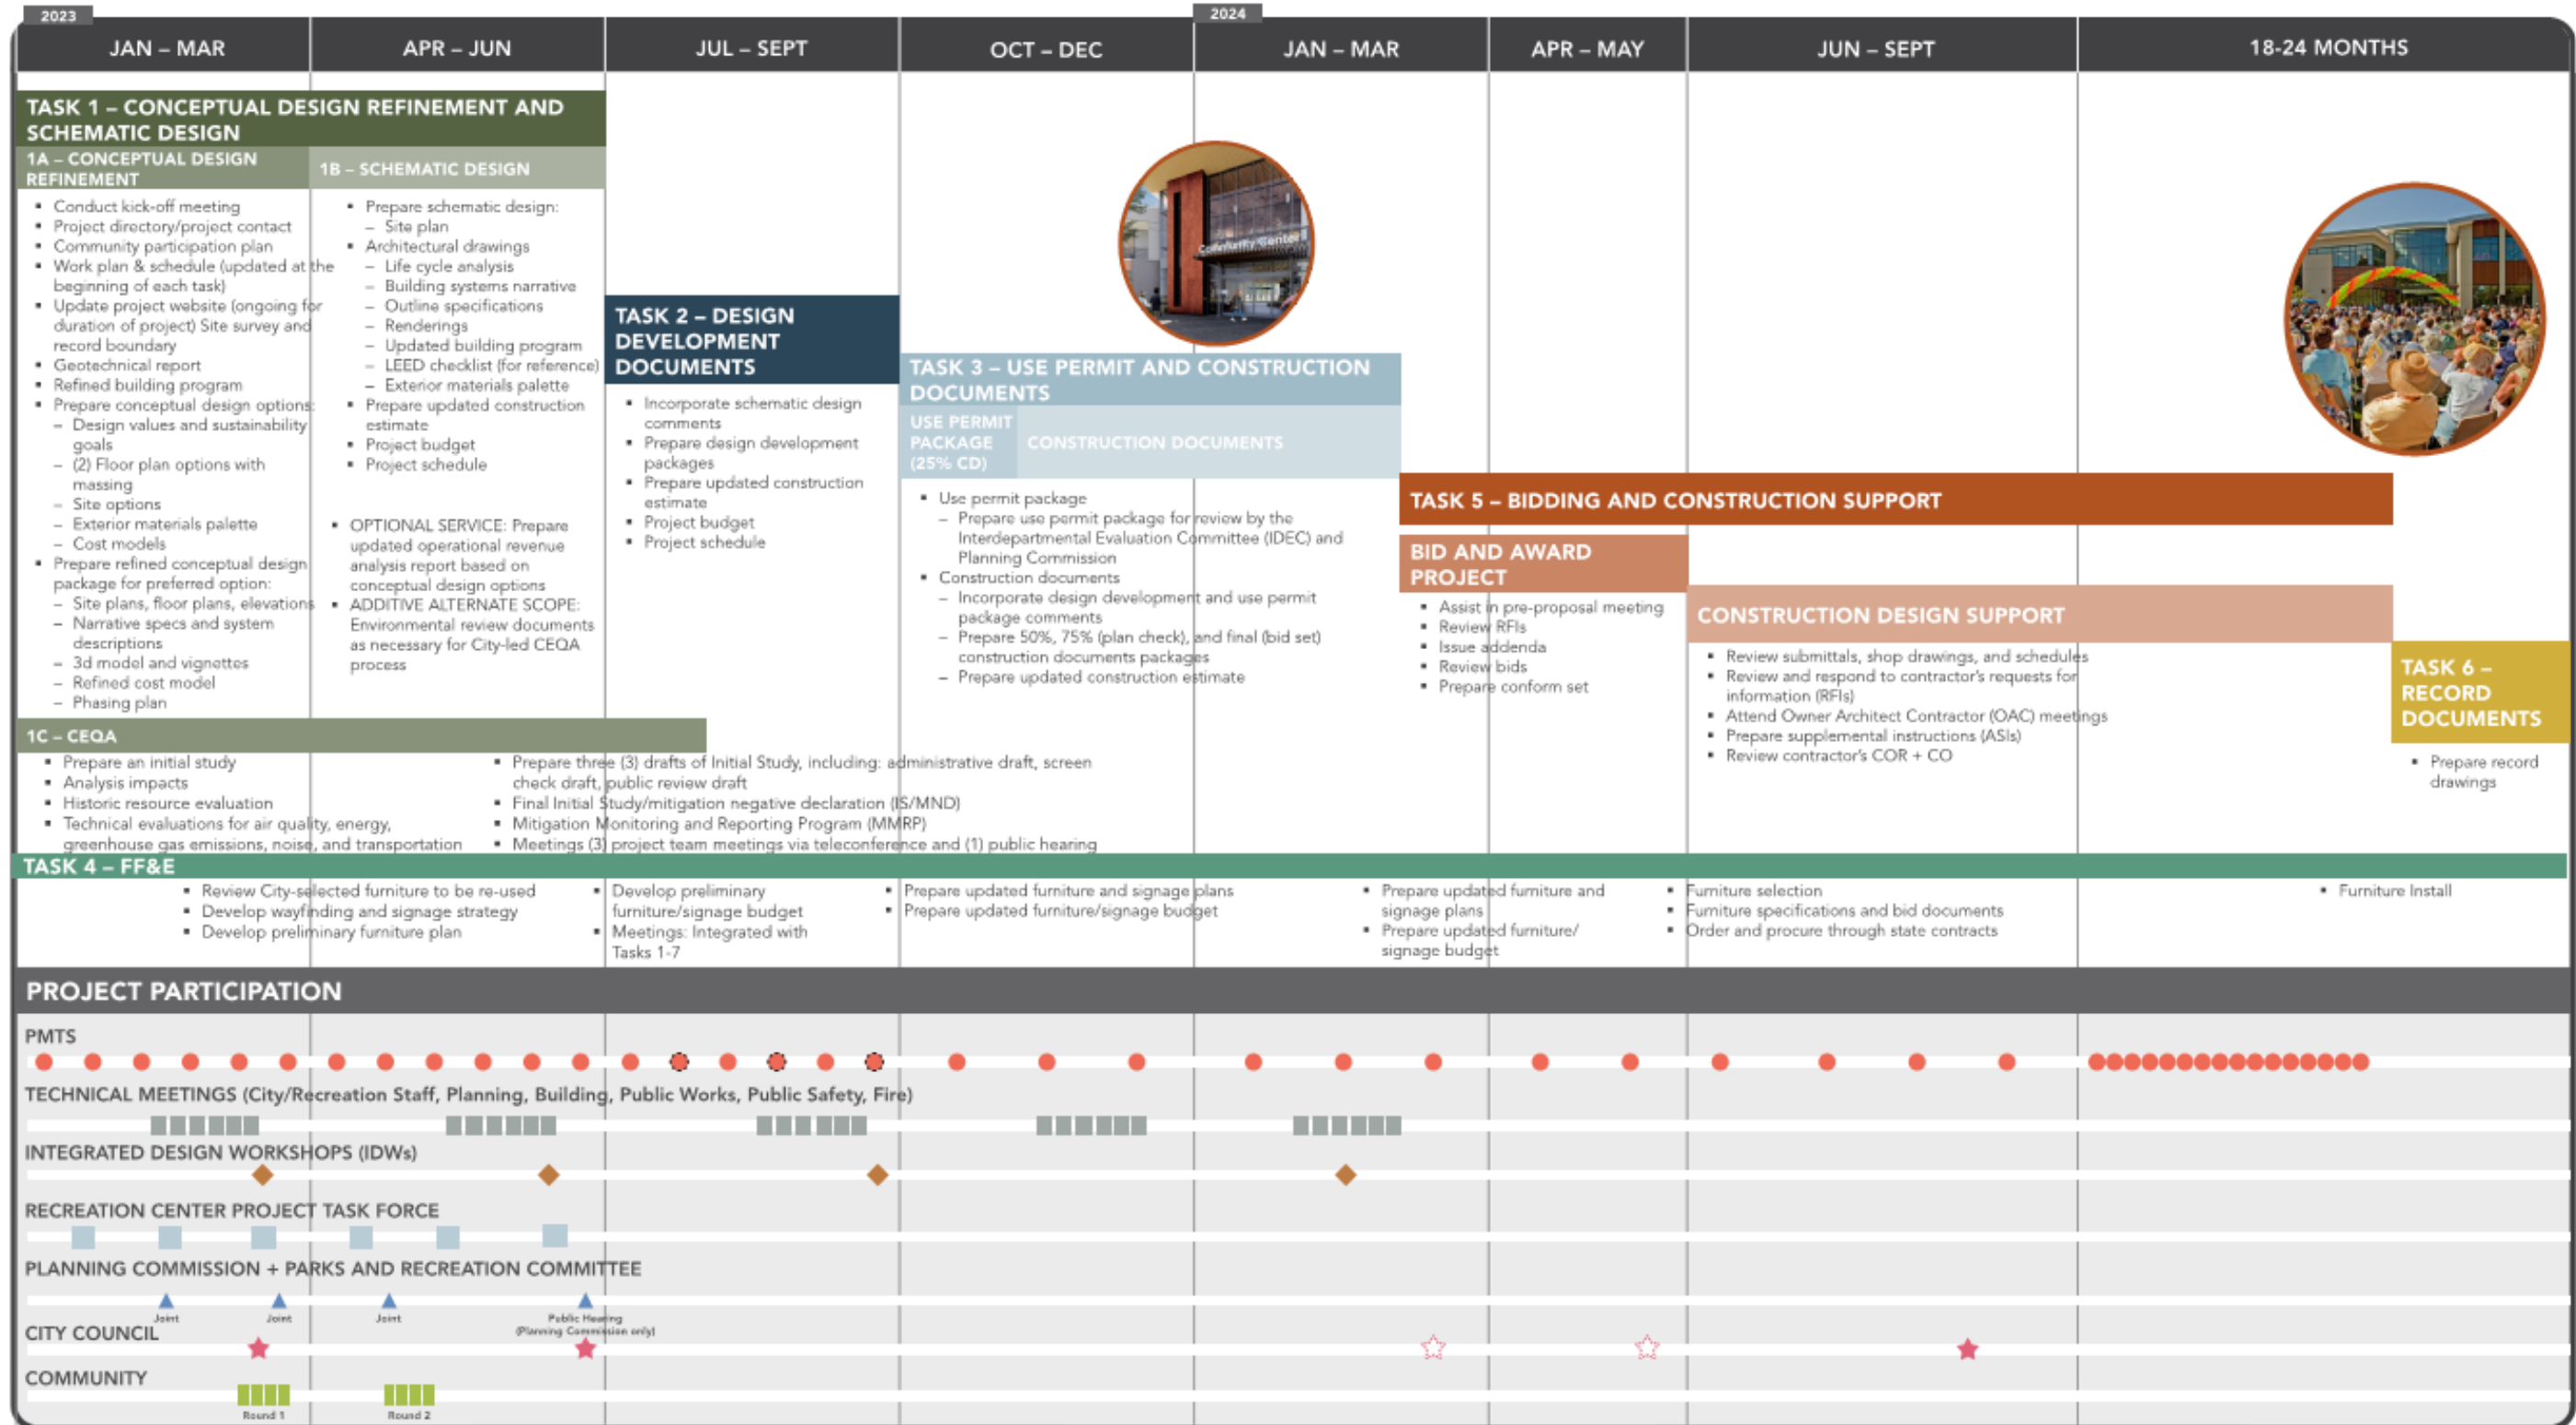 2023
2024
JAN – MAR
APR – JUN
JUL – SEPT
OCT – DEC
JAN – MAR
APR – MAY
JUN – SEPT
18-24 MONTHS
TASK 1 – CONCEPTUAL DESIGN REFINEMENT AND
SCHEMATIC DESIGN
1A – CONCEPTUAL DESIGN
REFINEMENT
▪ Conduct kick-off meeting
▪ Project directory/project contact
▪ Community participation plan
▪ Work plan & schedule (updated at the
beginning of each task)
▪ Update project website (ongoing for
duration of project) Site survey and
record boundary
▪ Geotechnical report
▪ Refined building program
▪ Prepare conceptual design options:
– Design values and sustainability
goals
– (2) Floor plan options with
massing
– Site options
– Exterior materials palette
– Cost models
▪ Prepare refined conceptual design
package for preferred option:
– Site plans, floor plans, elevations
– Narrative specs and system
descriptions
– 3d model and vignettes
– Refined cost model
– Phasing plan
1B – SCHEMATIC DESIGN
▪ Prepare schematic design:
– Site plan
▪ Architectural drawings
– Life cycle analysis
– Building systems narrative
– Outline specifications
– Renderings
– Updated building program
– LEED checklist (for reference)
– Exterior materials palette
▪ Prepare updated construction
estimate
▪ Project budget
▪ Project schedule
▪ OPTIONAL SERVICE: Prepare
updated operational revenue
analysis report based on
conceptual design options
▪ ADDITIVE ALTERNATE SCOPE:
Environmental review documents
as necessary for City-led CEQA
process
1C – CEQA
▪ Prepare an initial study
▪ Analysis impacts
▪ Historic resource evaluation
▪ Technical evaluations for air quality, energy,
greenhouse gas emissions, noise, and transportation
▪ Prepare three (3) drafts of Initial Study, including: administrative draft, screen
check draft, public review draft
▪ Final Initial Study/mitigation negative declaration (IS/MND)
▪ Mitigation Monitoring and Reporting Program (MMRP)
▪ Meetings (3) project team meetings via teleconference and (1) public hearing
TASK 2 – DESIGN
DEVELOPMENT
DOCUMENTS
▪ Incorporate schematic design
comments
▪ Prepare design development
packages
▪ Prepare updated construction
estimate
▪ Project budget
▪ Project schedule
Community Center
TASK 3 – USE PERMIT AND CONSTRUCTION
DOCUMENTS
USE PERMIT
PACKAGE
(25% CD)
CONSTRUCTION DOCUMENTS
▪ Use permit package
– Prepare use permit package for review by the
Interdepartmental Evaluation Committee (IDEC) and
Planning Commission
▪ Construction documents
– Incorporate design development and use permit
package comments
– Prepare 50%, 75% (plan check), and final (bid set)
construction documents packages
– Prepare updated construction estimate
TASK 5 – BIDDING AND CONSTRUCTION SUPPORT
BID AND AWARD
PROJECT
▪ Assist in pre-proposal meeting
▪ Review RFIs
▪ Issue addenda
▪ Review bids
▪ Prepare conform set
CONSTRUCTION DESIGN SUPPORT
▪ Review submittals, shop drawings, and schedules
▪ Review and respond to contractor's requests for
information (RFIs)
▪ Attend Owner Architect Contractor (OAC) meetings
▪ Prepare supplemental instructions (ASIs)
▪ Review contractor's COR + CO
TASK 6 –
RECORD
DOCUMENTS
▪ Prepare record
drawings
TASK 4 – FF&E
▪ Review City-selected furniture to be re-used
▪ Develop wayfinding and signage strategy
▪ Develop preliminary furniture plan
▪ Develop preliminary
furniture/signage budget
▪ Meetings: Integrated with
Tasks 1-7
▪ Prepare updated furniture and signage plans
▪ Prepare updated furniture/signage budget
▪ Prepare updated furniture and
signage plans
▪ Prepare updated furniture/
signage budget
▪ Furniture selection
▪ Furniture specifications and bid documents
▪ Order and procure through state contracts
▪ Furniture Install
PROJECT PARTICIPATION
PMTS
TECHNICAL MEETINGS (City/Recreation Staff, Planning, Building, Public Works, Public Safety, Fire)
INTEGRATED DESIGN WORKSHOPS (IDWs)
RECREATION CENTER PROJECT TASK FORCE
PLANNING COMMISSION + PARKS AND RECREATION COMMITTEE
Joint
Joint
Joint
Public Hearing
(Planning Commission only)
CITY COUNCIL
COMMUNITY
Round 1
Round 2